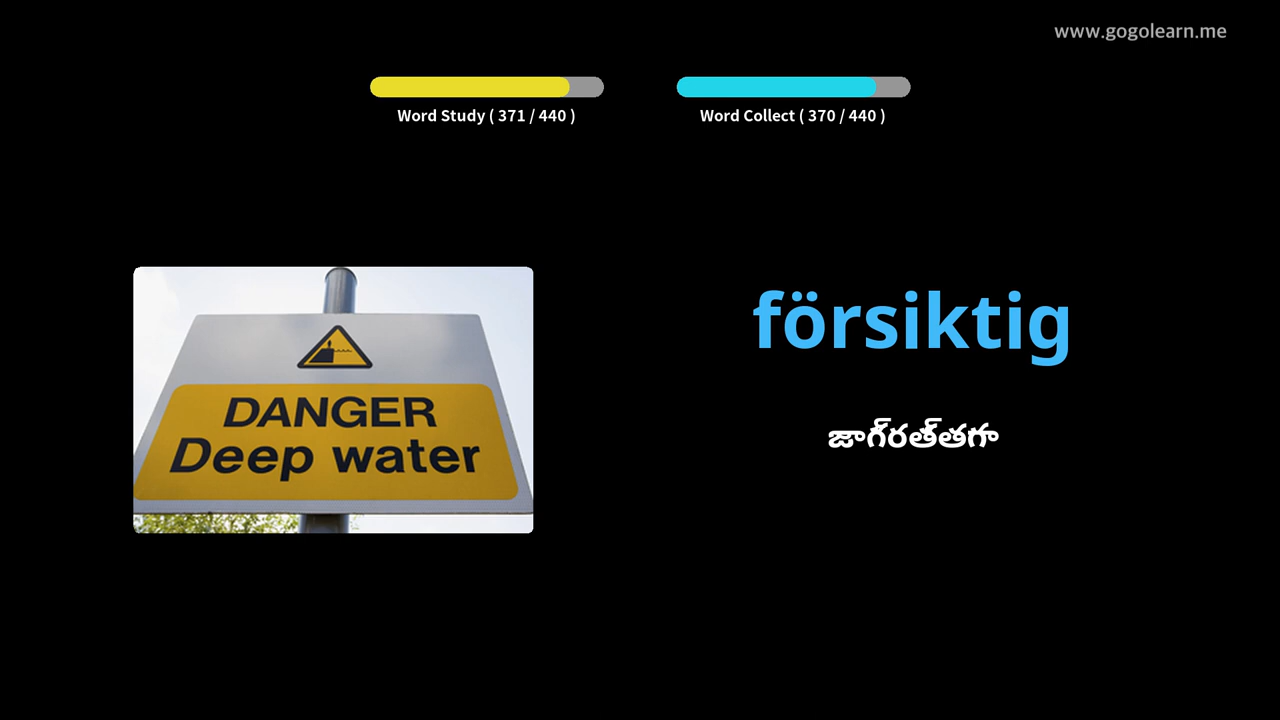 www.gogolearn.me
Word Study ( 371 / 440 )
Word Collect ( 370 / 440 )
DANGER
Deep water
försiktig
జాగ్రత్తగా